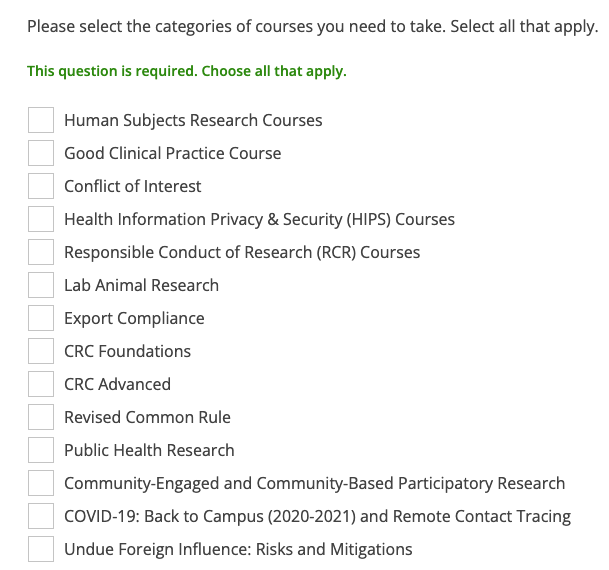 Please select the categories of courses you need to take. Select all that apply.
This question is required. Choose all that apply.
Human Subjects Research Courses
Good Clinical Practice Course
Conflict of Interest
Health Information Privacy & Security (HIPS) Courses
Responsible Conduct of Research (RCR) Courses
Lab Animal Research
Export Compliance
CRC Foundations
CRC Advanced
Revised Common Rule
Public Health Research
Community-Engaged and Community-Based Participatory Research
COVID-19: Back to Campus (2020-2021) and Remote Contact Tracing
Undue Foreign Influence: Risks and Mitigations